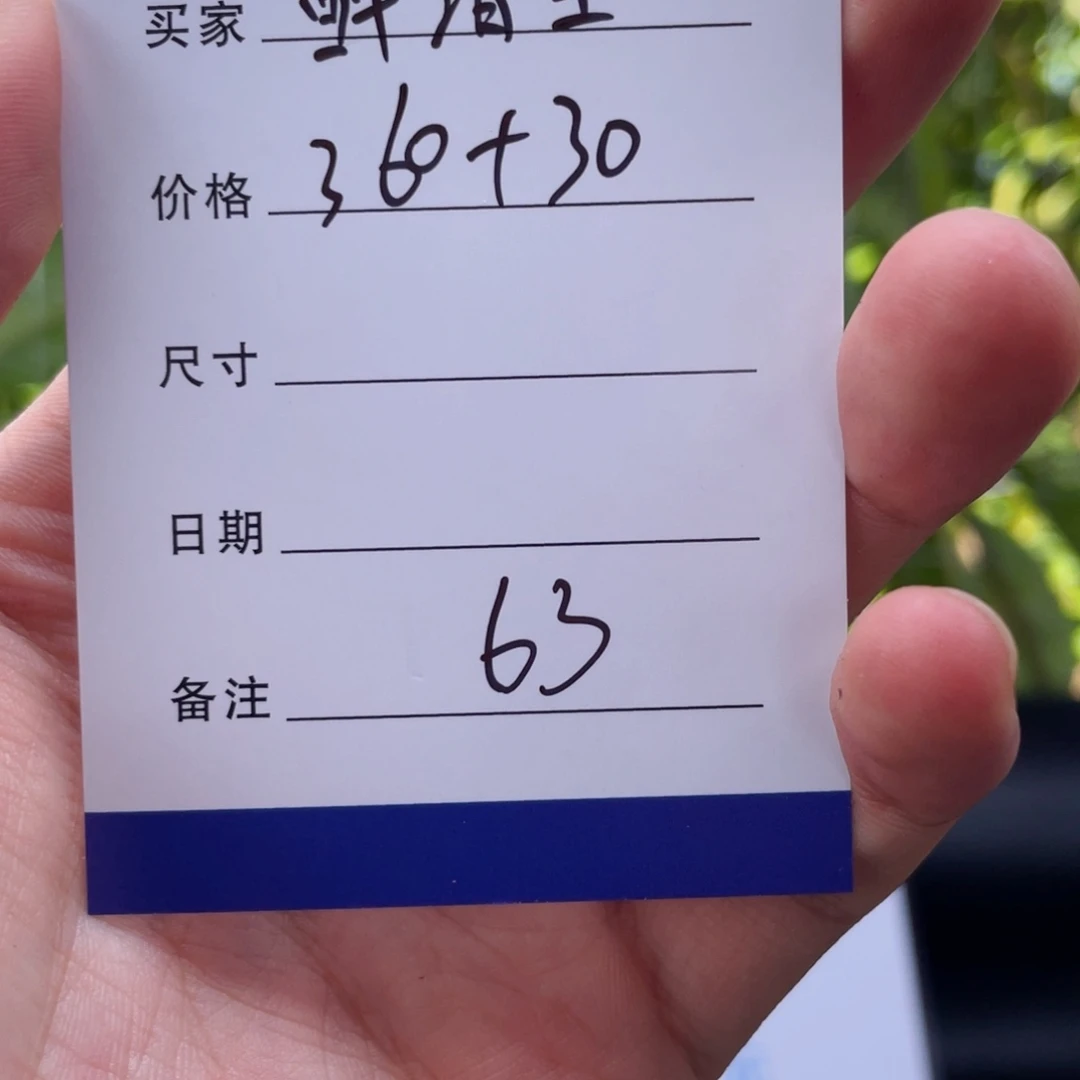 买家
价格 360+30
尺寸
日期
备注 63